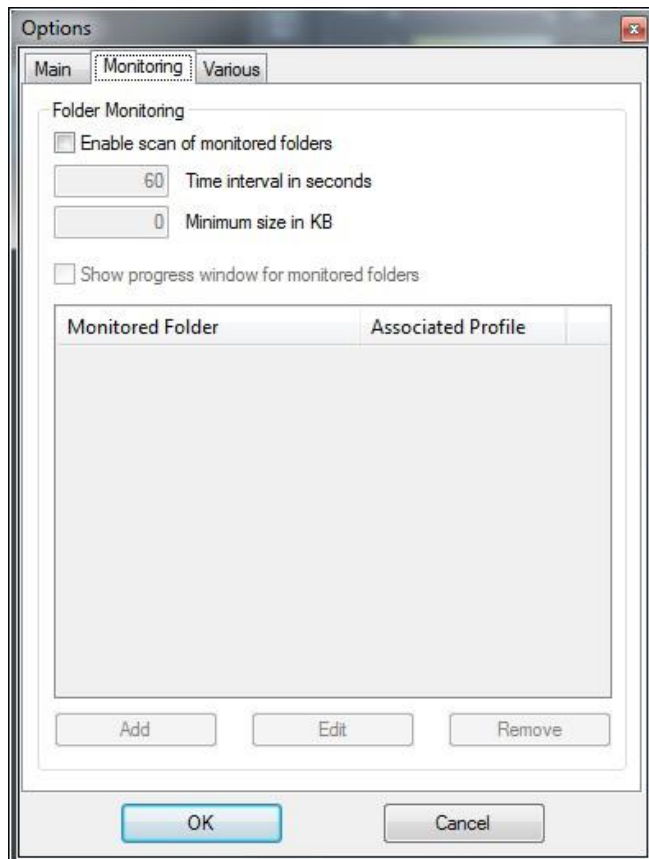 Options
Main Monitoring Various
Folder Monitoring
Enable scan of monitored folders
60 Time interval in seconds
0 Minimum size in KB
Show progress window for monitored folders
Monitored Folder Associated Profile
Add Edit Remove
OK Cancel